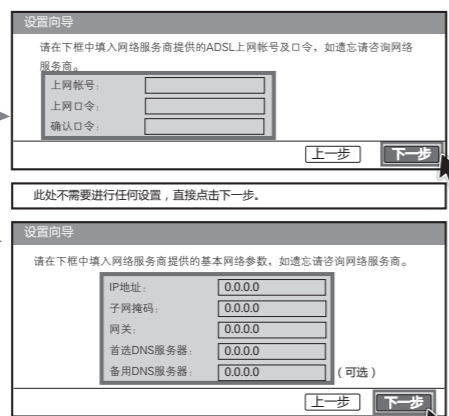 设置向导
请在下框中填入网络服务商提供的ADSL上网帐号及口令，如遗忘请咨询网络
服务商。
上网帐号：
上网口令：
确认口令：
上一步 下一步
此处不需要进行任何设置，直接点击下一步。
设置向导
请在下框中填入网络服务商提供的基本网络参数，如遗忘请咨询网络服务商。
IP地址： 0.0.0.0
子网掩码： 0.0.0.0
网关： 0.0.0.0
首选DNS服务器： 0.0.0.0
备用DNS服务器： 0.0.0.0 （可选）
上一步 下一步